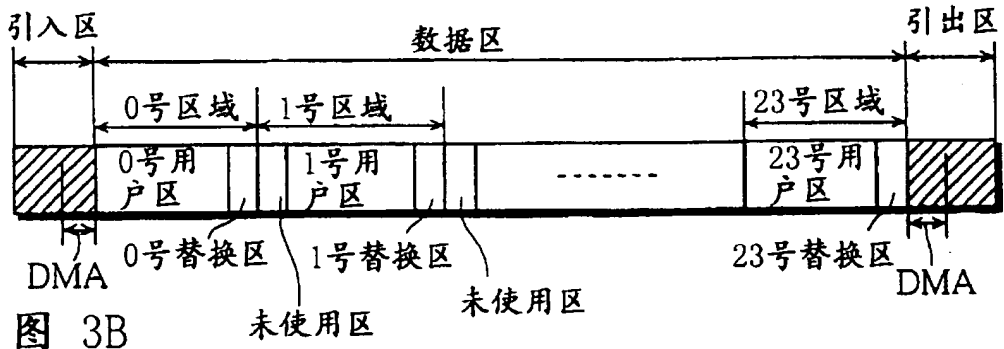 引入区
数据区
引出区
0号区域
1号区域
23号区域
0号用
户区
1号用
户区
-------
23号用
户区
0号替换区
1号替换区
23号替换区
DMA
未使用区
未使用区
DMA
图 3B